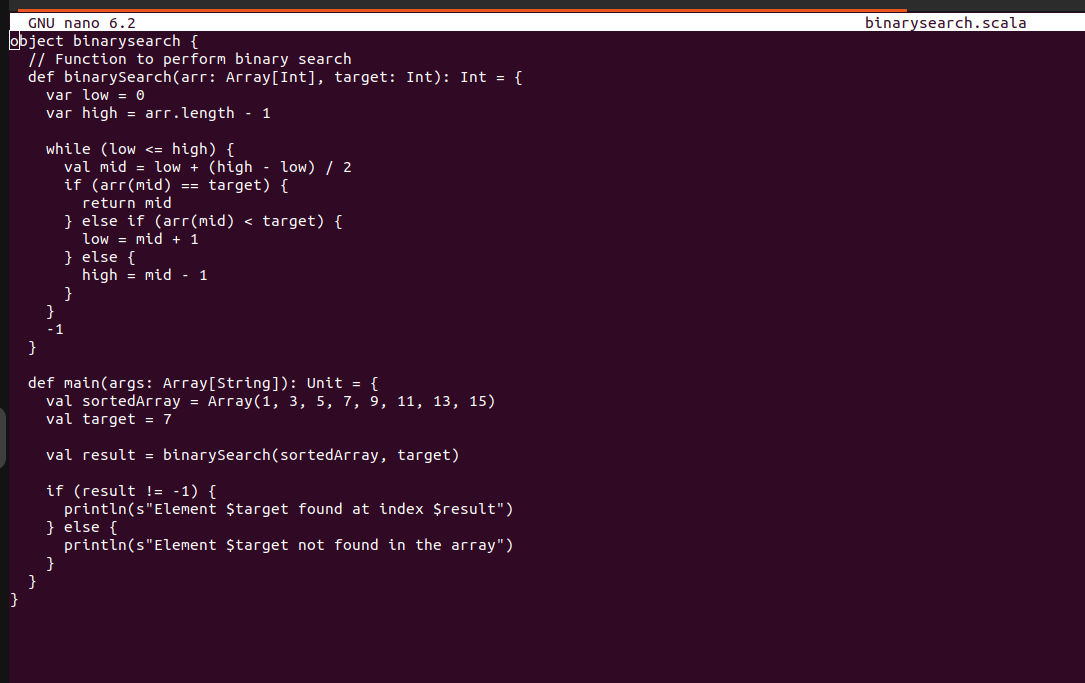 GNU nano 6.2 binarysearch.scala
object binarysearch {
  // Function to perform binary search
  def binarySearch(arr: Array[Int], target: Int): Int = {
    var low = 0
    var high = arr.length - 1

    while (low <= high) {
      val mid = low + (high - low) / 2
      if (arr(mid) == target) {
        return mid
      } else if (arr(mid) < target) {
        low = mid + 1
      } else {
        high = mid - 1
      }
    }
    -1
  }

  def main(args: Array[String]): Unit = {
    val sortedArray = Array(1, 3, 5, 7, 9, 11, 13, 15)
    val target = 7

    val result = binarySearch(sortedArray, target)

    if (result != -1) {
      println(s"Element $target found at index $result")
    } else {
      println(s"Element $target not found in the array")
    }
  }
}